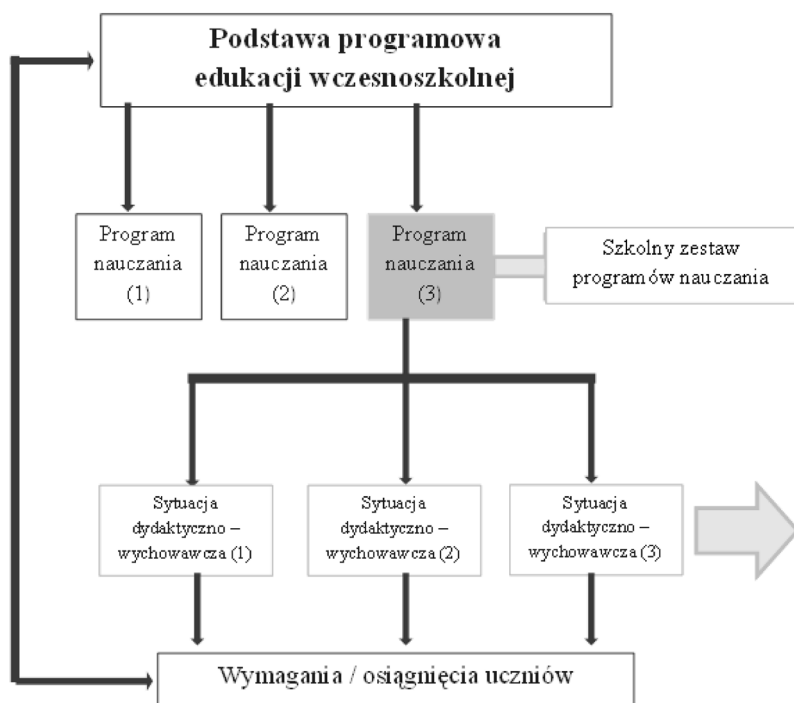 Podstawa programowa
edukacji wczesnoszkolnej
Program
nauczania
(1)
Program
nauczania
(2)
Program
nauczania
(3)
Szkolny zestaw
programów nauczania
Sytuacja
dydaktyczno –
wychowawcza (1)
Sytuacja
dydaktyczno –
wychowawcza (2)
Sytuacja
dydaktyczno –
wychowawcza (3)
Wymagania / osiągnięcia uczniów